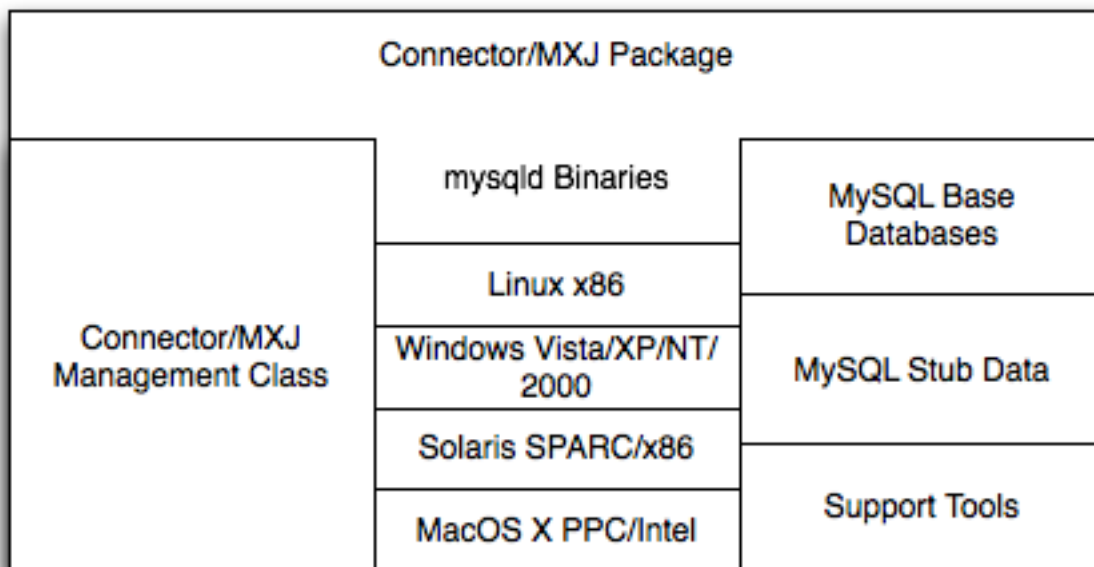 Connector/MXJ Package
Connector/MXJ
Management Class
mysqld Binaries
Linux x86
Windows Vista/XP/NT/
2000
Solaris SPARC/x86
MacOS X PPC/Intel
MySQL Base
Databases
MySQL Stub Data
Support Tools